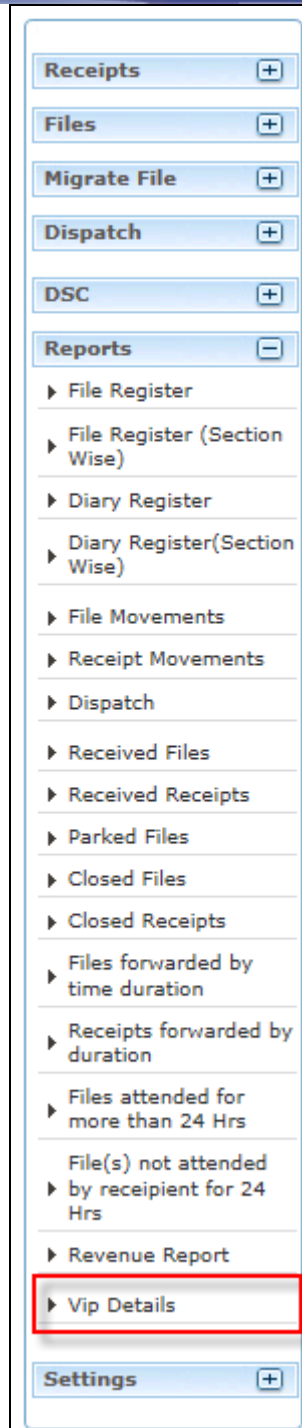 Receipts
Files
Migrate File
Dispatch
DSC
Reports
File Register
File Register (Section
Wise)
Diary Register
Diary Register(Section
Wise)
File Movements
Receipt Movements
Dispatch
Received Files
Received Receipts
Parked Files
Closed Files
Closed Receipts
Files forwarded by
time duration
Receipts forwarded by
duration
Files attended for
more than 24 Hrs
File(s) not attended
by receipient for 24
Hrs
Revenue Report
Vip Details
Settings